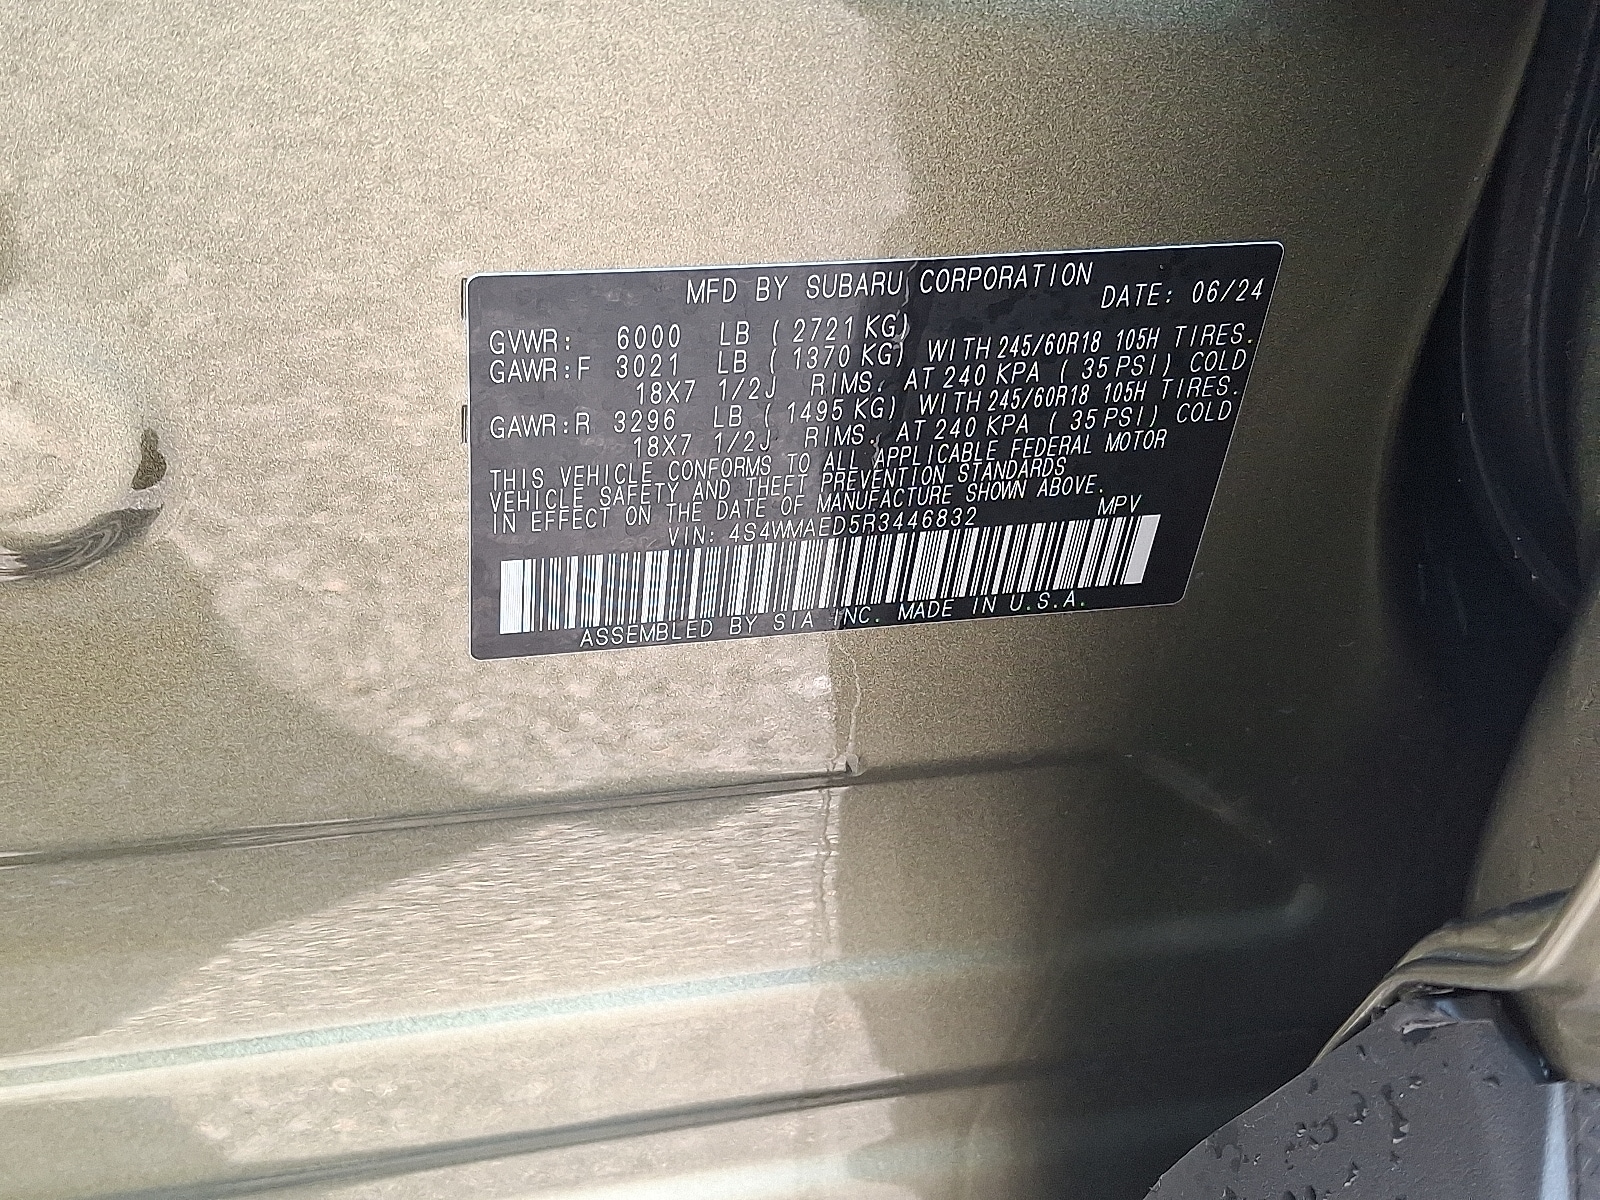 MFD BY SUBARU CORPORATION
DATE: 06/24
GVWR: 6000 LB ( 2721 KG)
GAWR:F 3021 LB ( 1370 KG) WITH 245/60R18 105H TIRES.
18X7 1/2J RIMS. AT 240 KPA ( 35 PSI) COLD
GAWR:R 3296 LB ( 1495 KG) WITH 245/60R18 105H TIRES.
18X7 1/2J RIMS. AT 240 KPA ( 35 PSI) COLD
THIS VEHICLE CONFORMS TO ALL APPLICABLE FEDERAL MOTOR
VEHICLE SAFETY AND THEFT PREVENTION STANDARDS
IN EFFECT ON THE DATE OF MANUFACTURE SHOWN ABOVE.
VIN: 4S4WMAED5R3446832 MPV
ASSEMBLED BY SIA INC. MADE IN U.S.A.